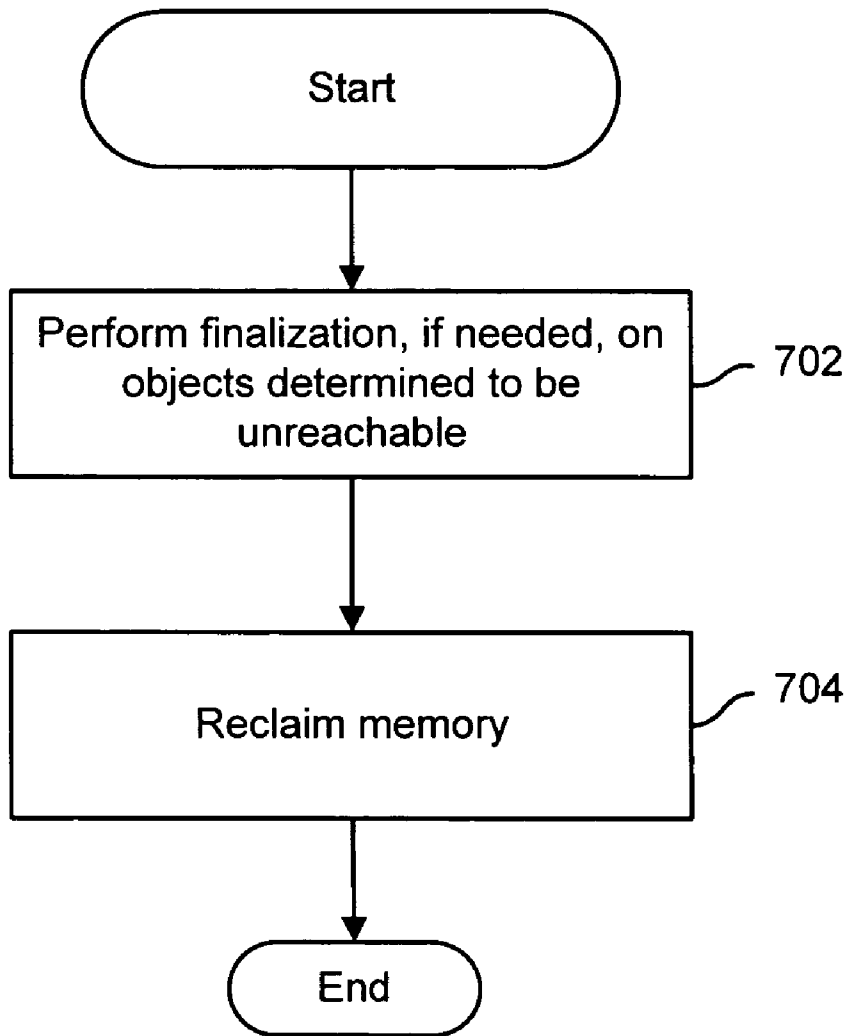 Start
Perform finalization, if needed, on
objects determined to be
unreachable
702
Reclaim memory
704
End